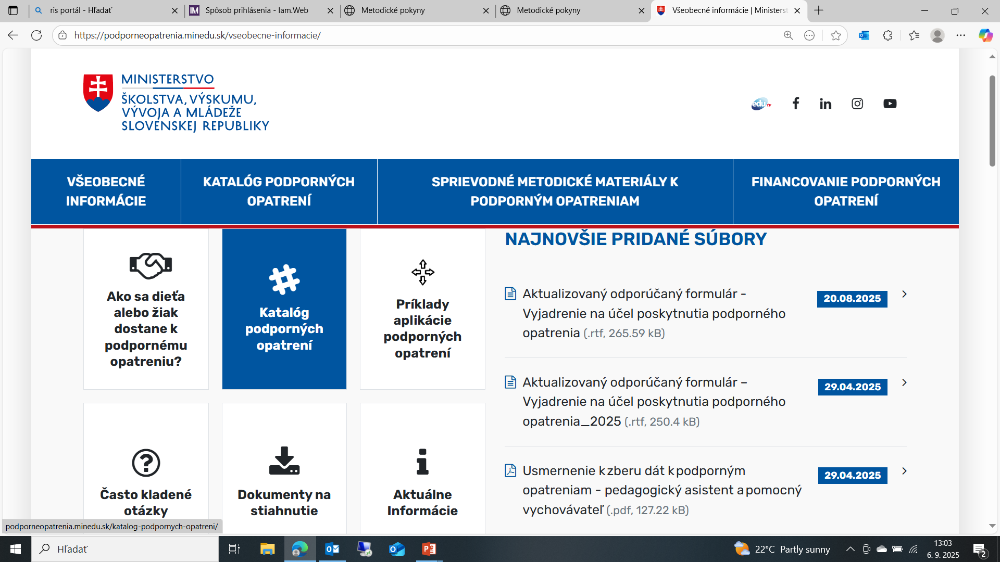 ris portál - Hľadať
Spôsob prihlásenia - Iam.Web
Metodické pokyny
Metodické pokyny
Všeobecné informácie | Ministerst
https://podporneopatrenia.minedu.sk/vseobecne-informacie/
MINISTERSTVO
ŠKOLSTVA, VÝSKUMU,
VÝVOJA A MLÁDEŽE
SLOVENSKEJ REPUBLIKY
edu tv
VŠEOBECNÉ
INFORMÁCIE
KATALÓG PODPORNÝCH
OPATRENÍ
SPRIEVODNÉ METODICKÉ MATERIÁLY K
PODPORNÝM OPATRENIAM
FINANCOVANIE PODPORNÝCH
OPATRENÍ
Ako sa dieťa
alebo žiak
dostane k
podpornému
opatreniu?
Katalóg
podporných
opatrení
Príklady
aplikácie
podporných
opatrení
Často kladené
otázky
Dokumenty na
stiahnutie
Aktuálne
Informácie
NAJNOVŠIE PRIDANÉ SÚBORY
Aktualizovaný odporúčaný formulár -
Vyjadrenie na účel poskytnutia podporného
opatrenia (.rtf, 265.59 kB)
20.08.2025
Aktualizovaný odporúčaný formulár –
Vyjadrenie na účel poskytnutia podporného
opatrenia_2025 (.rtf, 250.4 kB)
29.04.2025
Usmernenie k zberu dát k podporným
opatreniam - pedagogický asistent a pomocný
vychovávateľ (.pdf, 127.22 kB)
29.04.2025
podporneopatrenia.minedu.sk/katalog-podpornych-opatreni/
Hľadať
22°C Partly sunny
13:03
6. 9. 2025
2